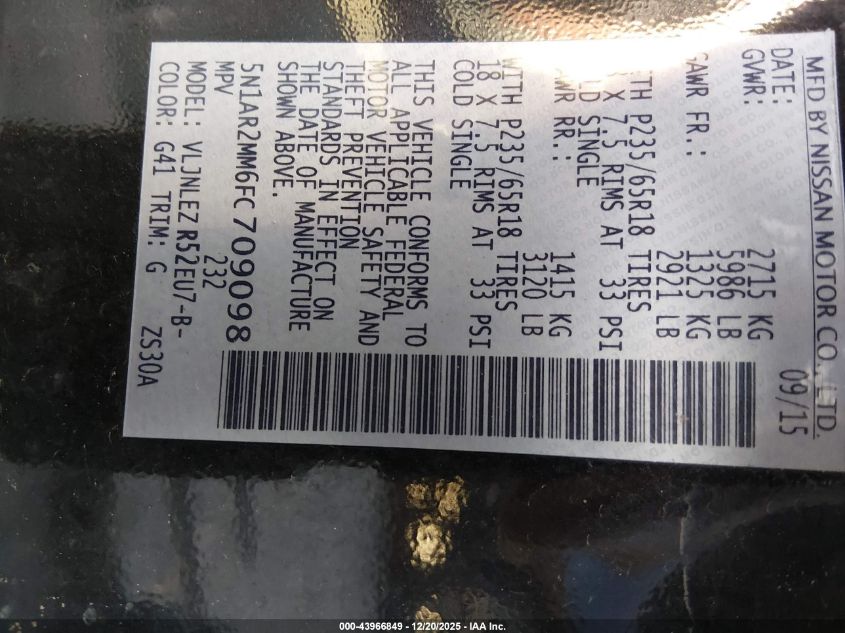 MFD BY NISSAN MOTOR CO., LTD.
DATE: 09/15
GVWR: 2715 KG
5986 LB
GAWR FR.: 1325 KG
2921 LB
WITH P235/65R18 TIRES
X 7.5 RIMS AT 33 PSI
COLD SINGLE
GAWR RR.: 1415 KG
3120 LB
WITH P235/65R18 TIRES
18 X 7.5 RIMS AT 33 PSI
COLD SINGLE
THIS VEHICLE CONFORMS TO
ALL APPLICABLE FEDERAL
MOTOR VEHICLE SAFETY AND
THEFT PREVENTION
STANDARDS IN EFFECT ON
THE DATE OF MANUFACTURE
SHOWN ABOVE.
5N1AR2MM6FC709098
MPV 232
MODEL: VLJNLEZ R52EU7-B-
COLOR: G41 TRIM: G ZS30A
000-43966849 - 12/20/2025 - IAA Inc.